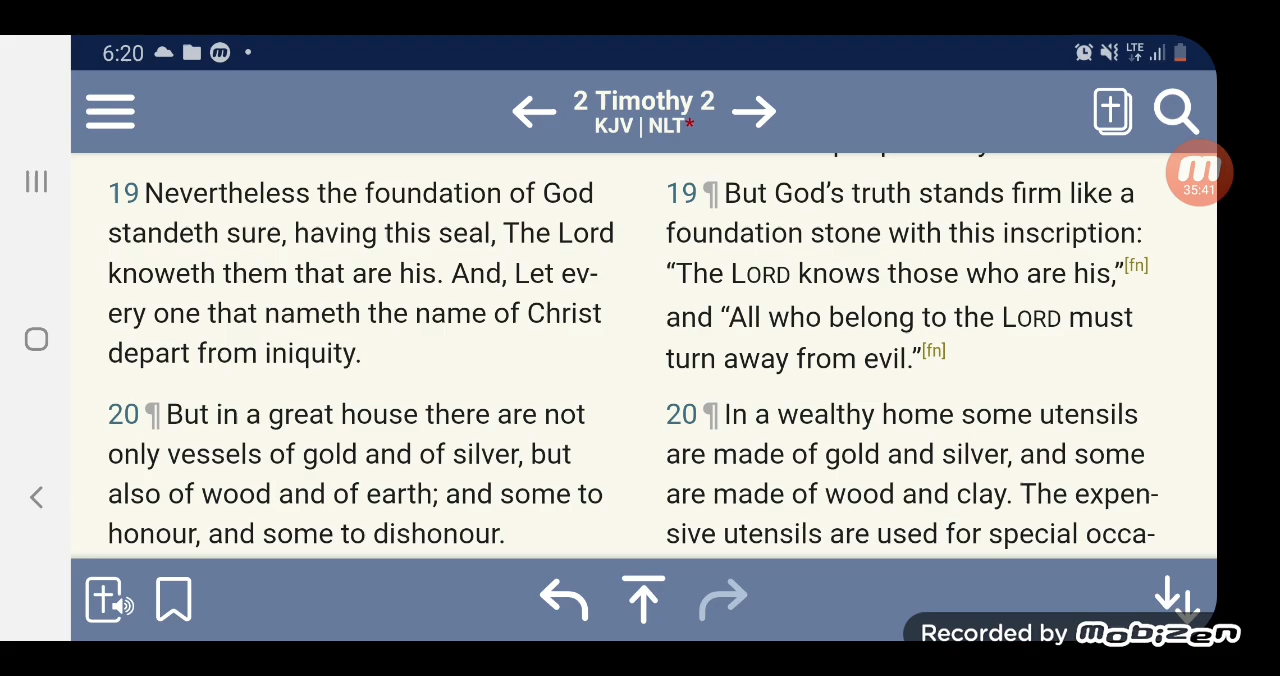 6:20
LTE
2 Timothy 2
KJV | NLT*
35:41
19 Nevertheless the foundation of God
standeth sure, having this seal, The Lord
knoweth them that are his. And, Let ev-
ery one that nameth the name of Christ
depart from iniquity.
20 ¶ But in a great house there are not
only vessels of gold and of silver, but
also of wood and of earth; and some to
honour, and some to dishonour.
19 ¶ But God’s truth stands firm like a
foundation stone with this inscription:
“The LORD knows those who are his,”[fn]
and “All who belong to the LORD must
turn away from evil.”[fn]
20 ¶ In a wealthy home some utensils
are made of gold and silver, and some
are made of wood and clay. The expen-
sive utensils are used for special occa-
Recorded by mobizen